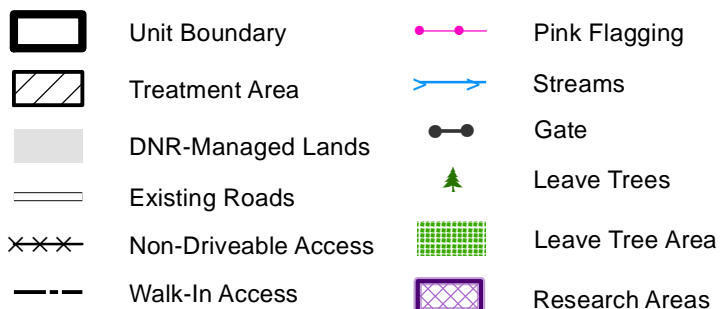 Unit Boundary
Treatment Area
DNR-Managed Lands
Existing Roads
Non-Driveable Access
Walk-In Access
Pink Flagging
Streams
Gate
Leave Trees
Leave Tree Area
Research Areas